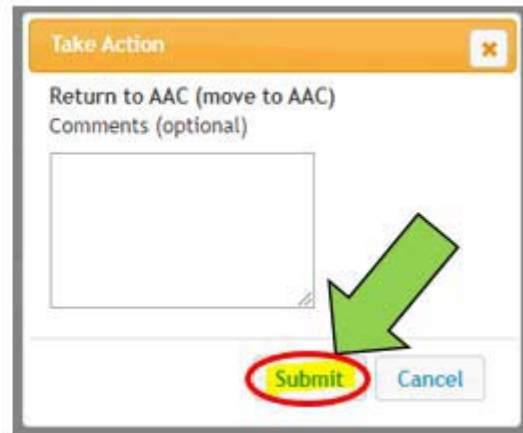 Take Action
Return to AAC (move to AAC)
Comments (optional)
Submit Cancel